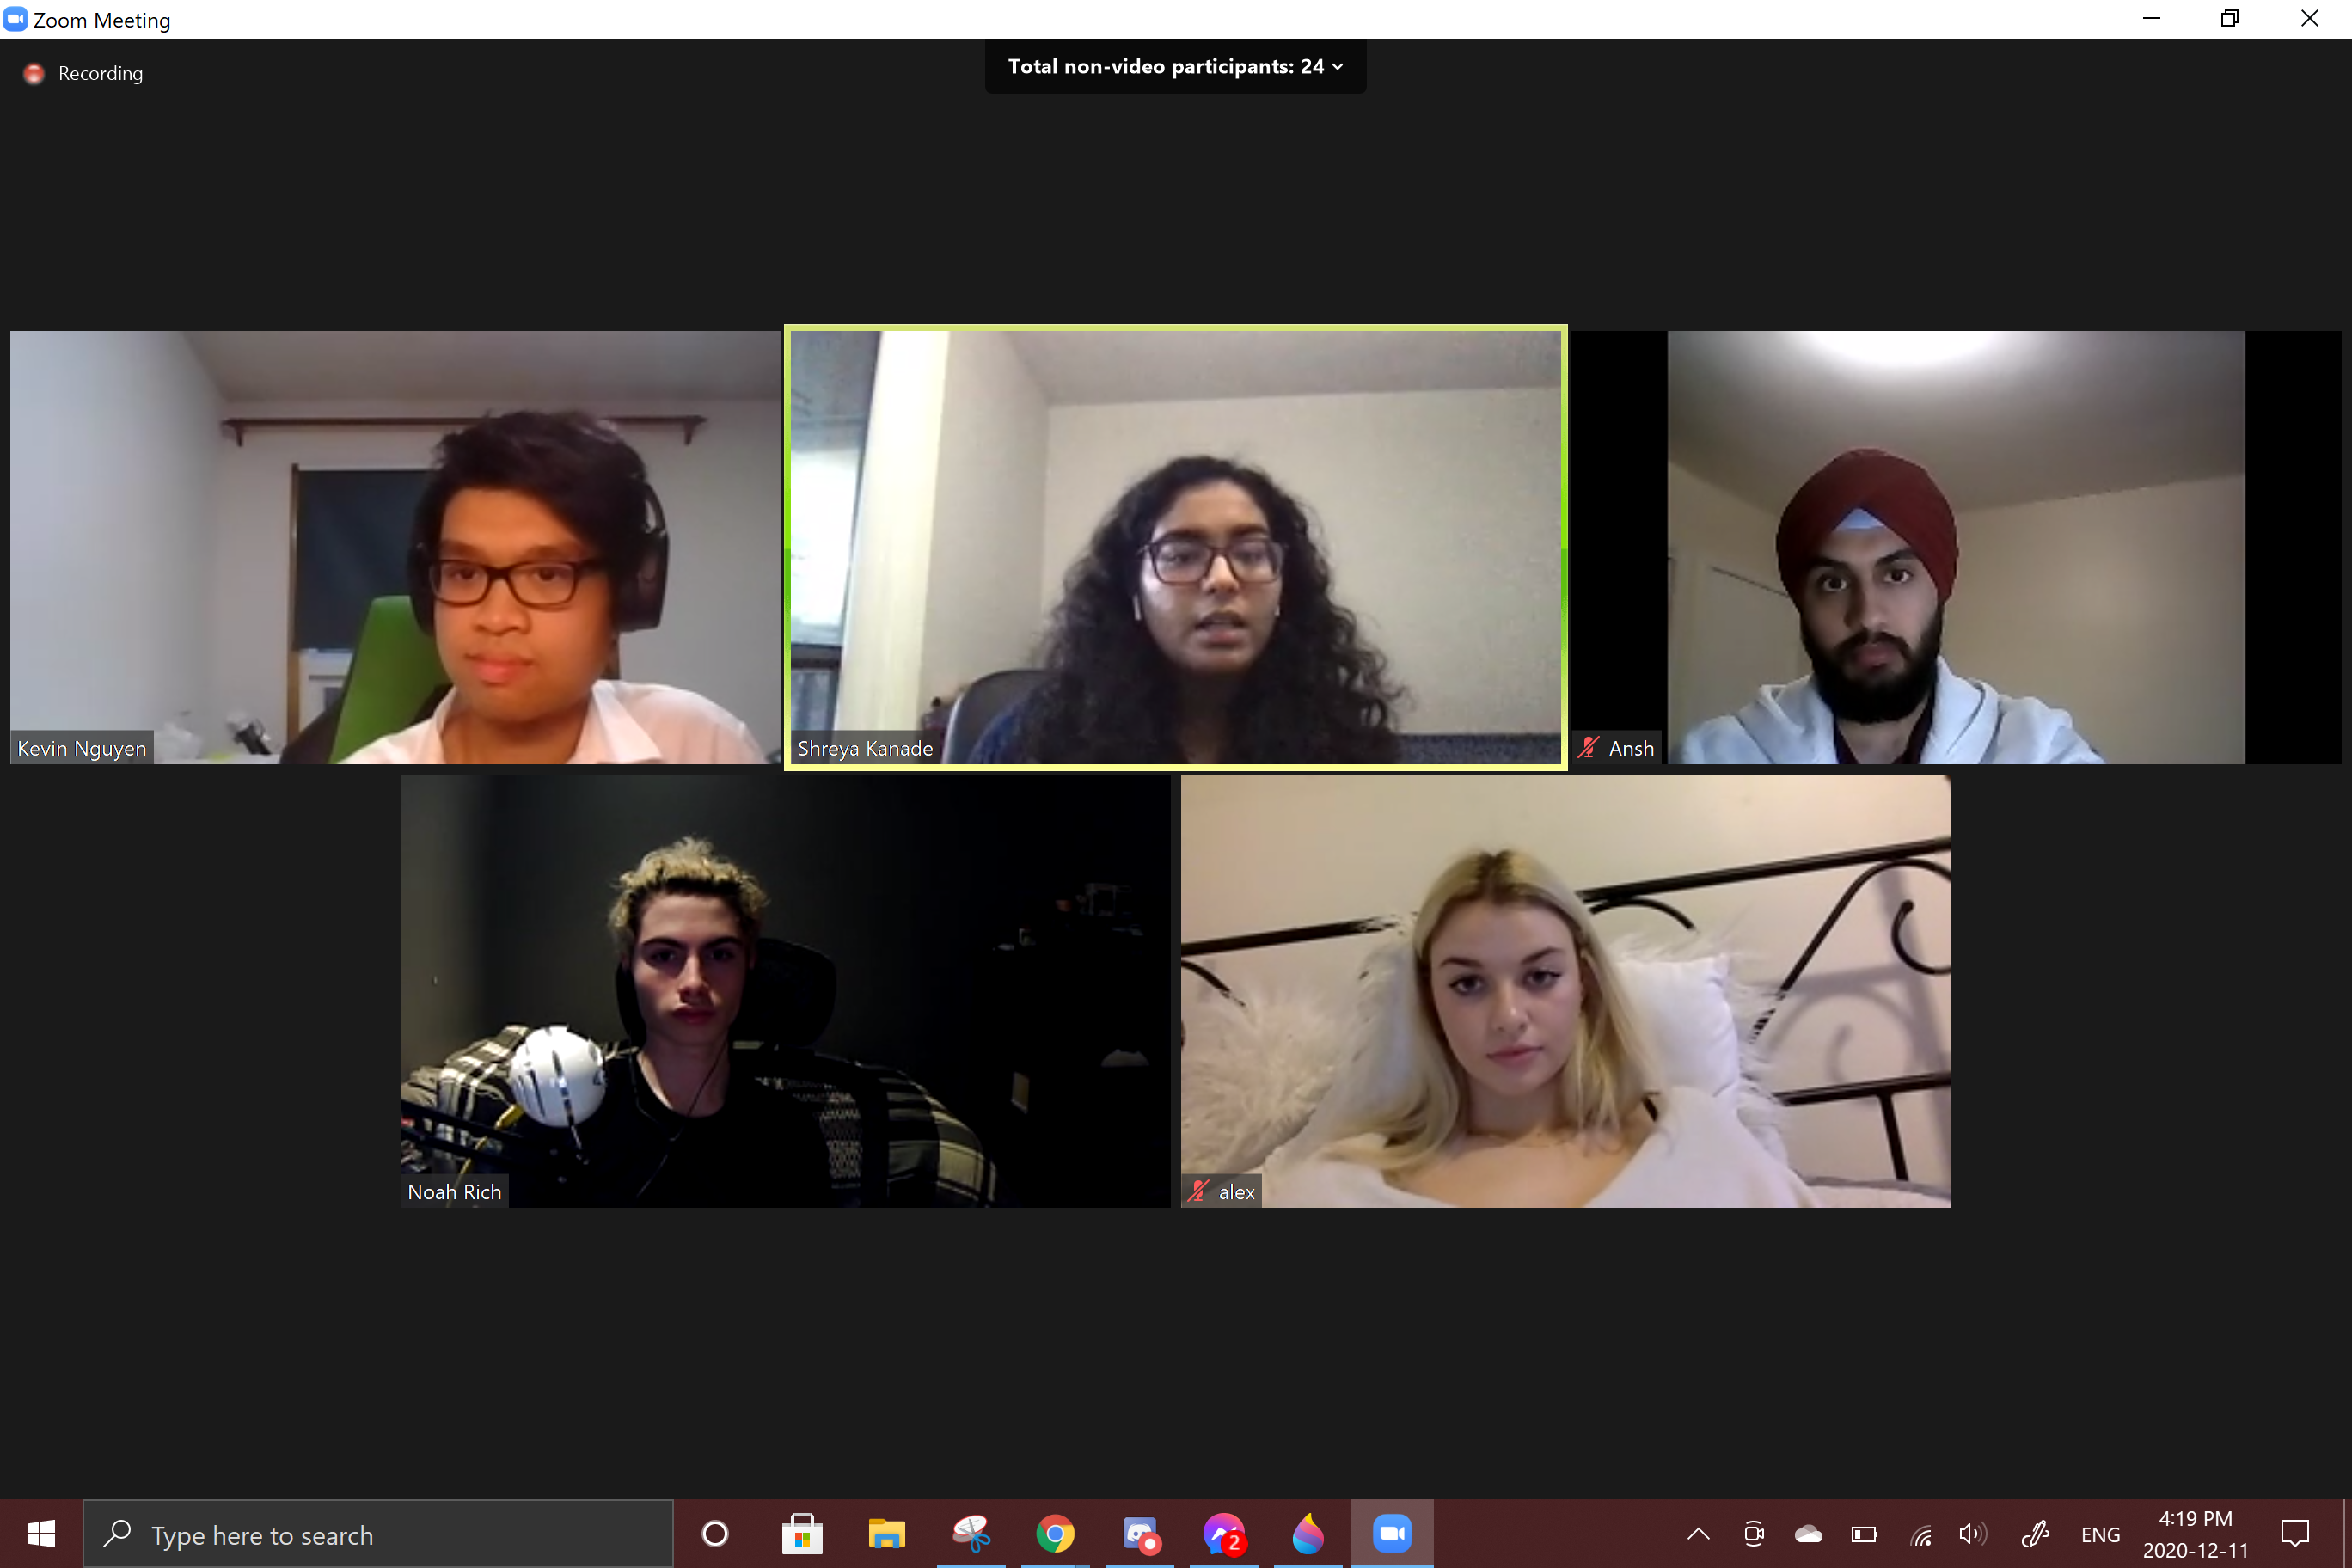 Zoom Meeting
Recording
Total non-video participants: 24
Kevin Nguyen
Shreya Kanade
Ansh
Noah Rich
alex
Type here to search
2
ENG
4:19 PM
2020-12-11